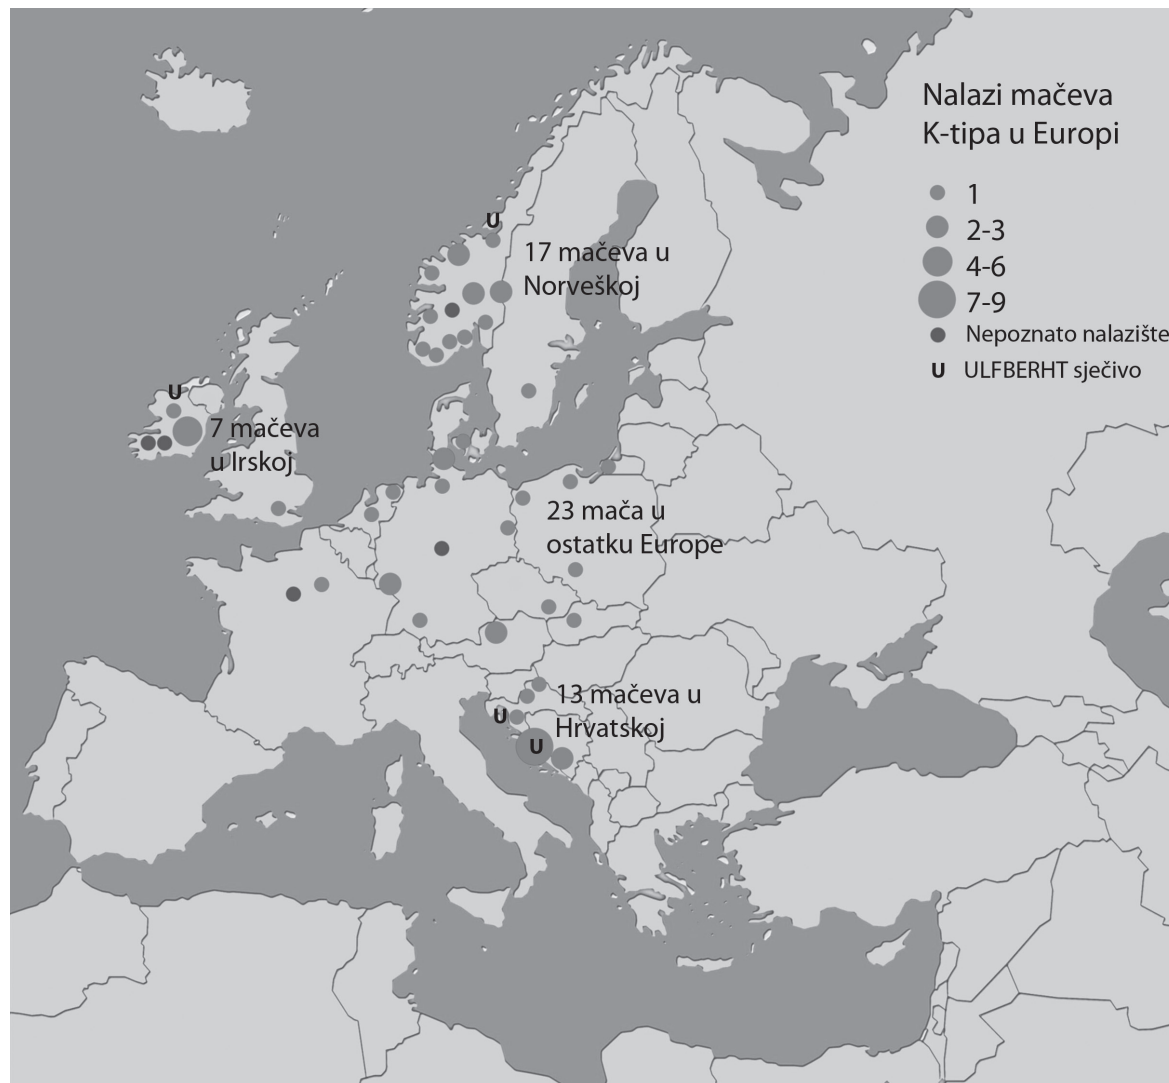 Nalazi mačeva
K-tipa u Europi
1
2-3
4-6
7-9
Nepoznato nalazište
U ULFBERHT sječivo
U
17 mačeva u
Norveškoj
U
7 mačeva
u Irskoj
23 mača u
ostatku Europe
13 mačeva u
Hrvatskoj
U
U